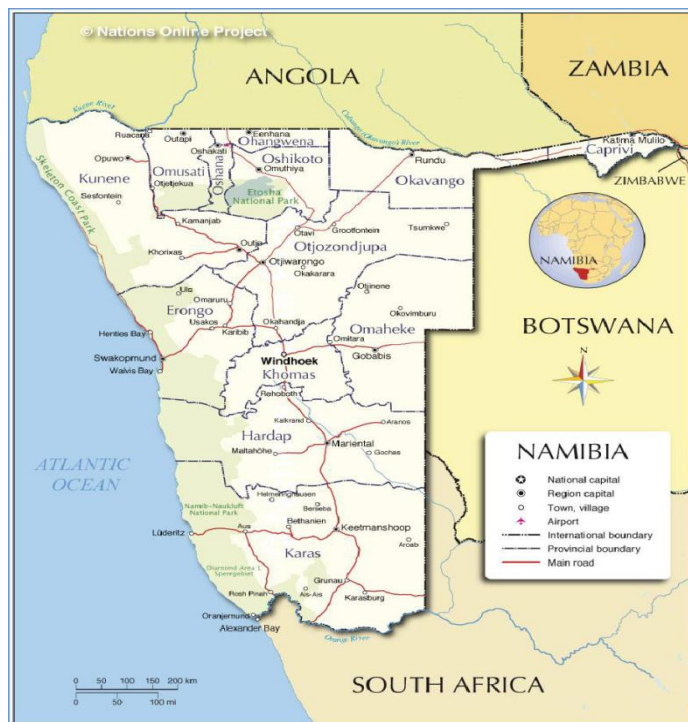 © Nations Online Project
ANGOLA
ZAMBIA
Kunene River
Cubango (Okavango) River
Ruacana
Outapi
Eenhana
Ohangwena
Oshakati
Oshikoto
Omuthiya
Opuwo
Kunene
Omusati
Oshana
Otjetjekua
Etosha
National Park
Sesfontein
Rundu
Okavango
Katima Mulilo
Caprivi
ZIMBABWE
Skeleton Coast Park
Kamanjab
Otavi
Grootfontein
Tsumkwe
Khorixas
Outjo
Otjozondjupa
Otjiwarongo
Okakarara
NAMIBIA
Uis
Omaruru
Erongo
Otjinene
Okovimburu
Henties Bay
Usakos
Karibib
Okahandja
Omaheke
Omitara
BOTSWANA
Swakopmund
Walvis Bay
Windhoek
Khomas
Gobabis
N
Rehoboth
Kalkrand
Aranos
Hardap
Mariental
Maltahöhe
Gochas
ATLANTIC
OCEAN
Namib-Naukluft
National Park
Helmeringhausen
Berseba
Lüderitz
Aus
Bethanien
Keetmanshoop
Aroab
Karas
Diamond Area 1
Sperrgebiet
Grunau
Rosh Pinah
Ais-Ais
Karasburg
Oranjemund
Alexander Bay
Orange River
SOUTH AFRICA
NAMIBIA
National capital
Region capital
Town, village
Airport
International boundary
Provincial boundary
Main road
0 50 100 150 200 km
0 50 100 mi